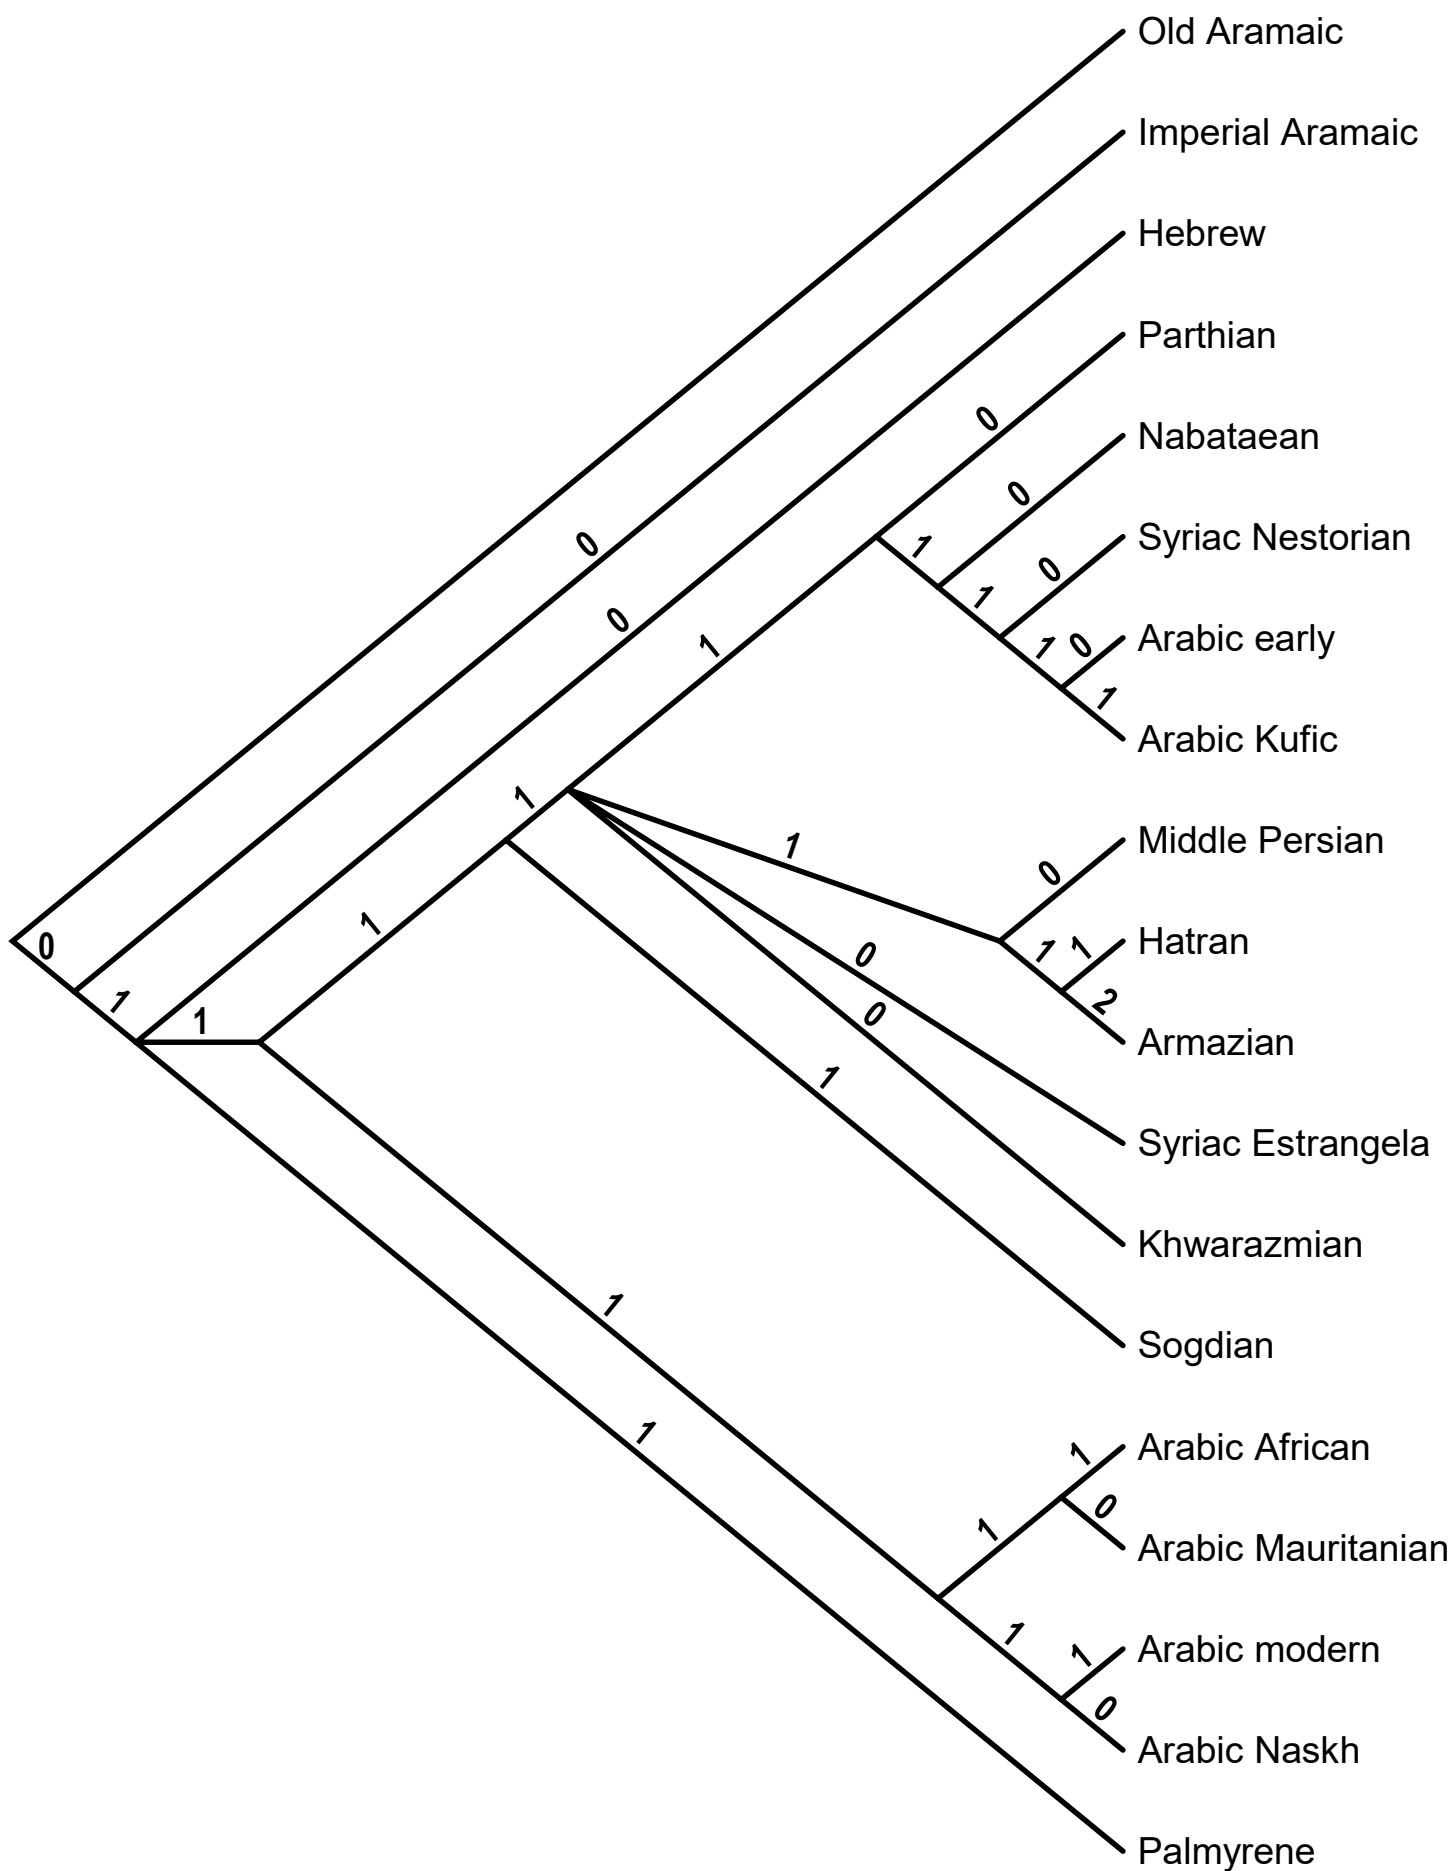 Old Aramaic
Imperial Aramaic
Hebrew
Parthian
0
Nabataean
0
Syriac Nestorian
0
1
0
1
0
Arabic early
0
1
1
1
Arabic Kufic
1
Middle Persian
1
0
1
Hatran
0
1
1
0
2
1
0
1
Armazian
1
Syriac Estrangela
Khwarazmian
1
Sogdian
1
1
Arabic African
0
1
Arabic Mauritanian
1
1
Arabic modern
0
Arabic Naskh
Palmyrene